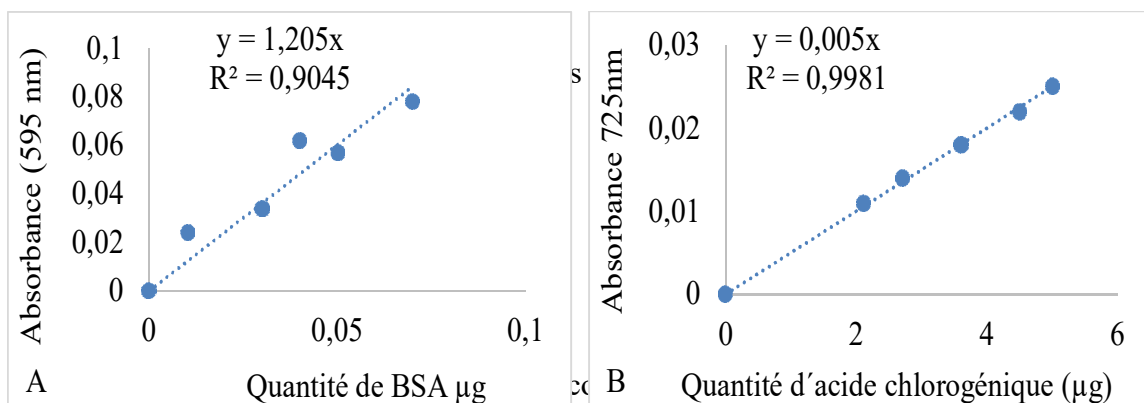 y = 1,205x
R² = 0,9045
Absorbance (595 nm)
0,1
0,08
0,06
0,04
0,02
0
0
0,05
0,1
A
Quantité de BSA µg
s
co
y = 0,005x
R² = 0,9981
Absorbance 725nm
0,03
0,02
0,01
0
0
2
4
6
B
Quantité d´acide chlorogénique (µg)